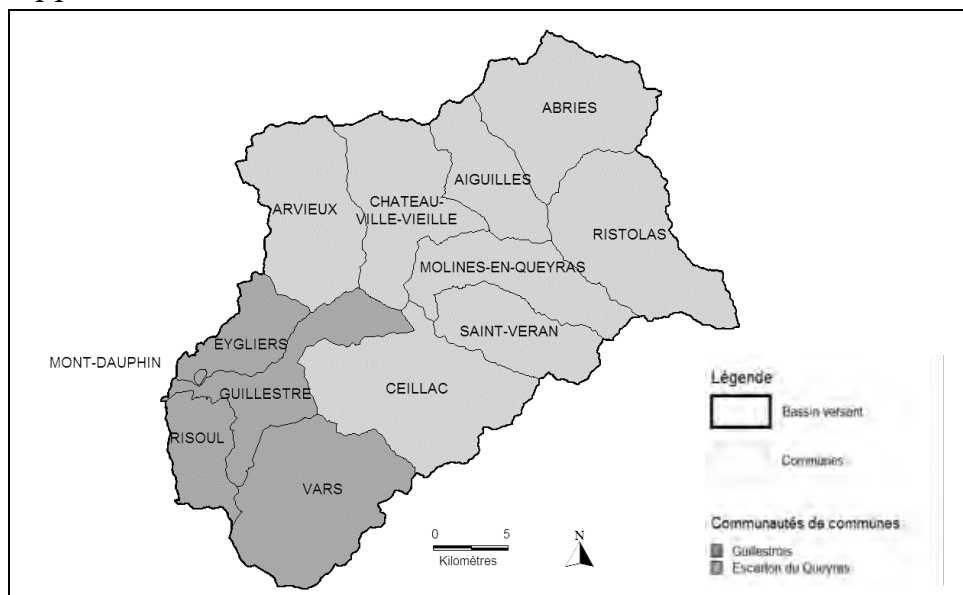 ABRIES
AIGUILLES
ARVIEUX
CHATEAU-
VILLE-VIEILLE
RISTOLAS
MOLINES-EN-QUEYRAS
SAINT-VERAN
EYGLIERS
MONT-DAUPHIN
GUILLESTRE
CEILLAC
RISOUL
VARS
0 5
Kilomètres
N
Légende
Bassin versant
Communes
Communautés de communes
Guillestrois
Escarton du Queyras